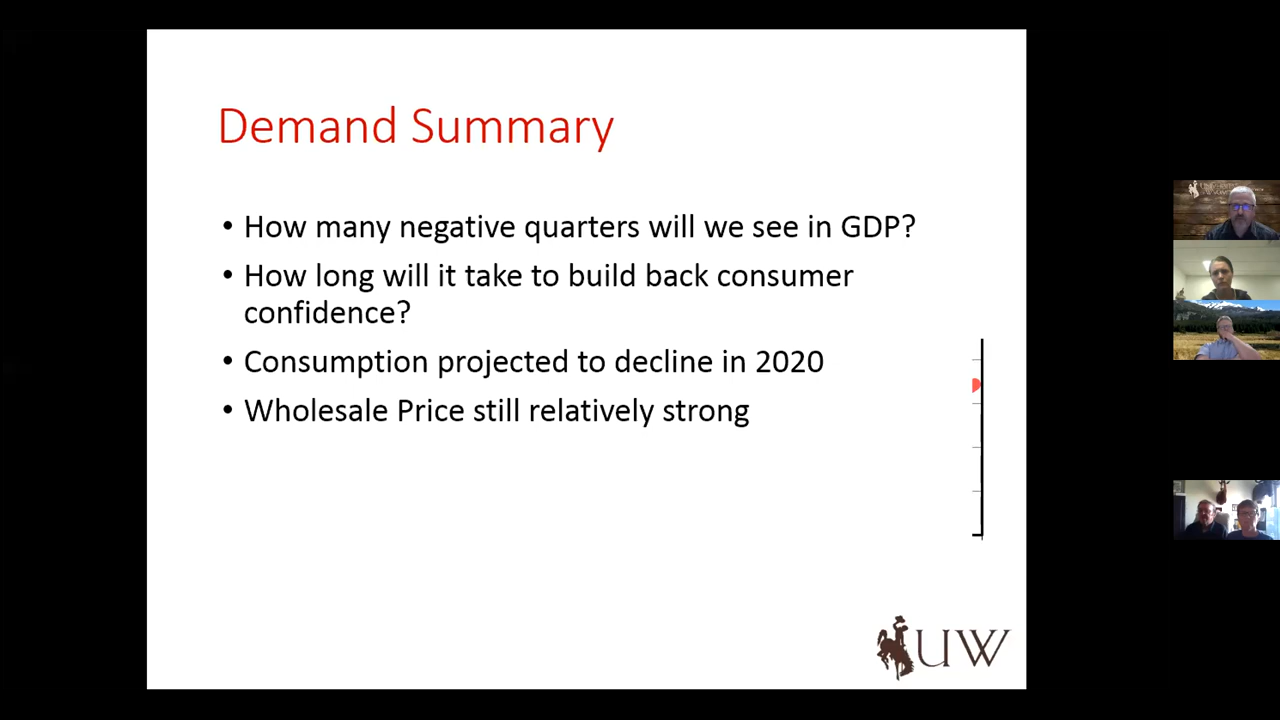 Demand Summary
• How many negative quarters will we see in GDP?
• How long will it take to build back consumer
confidence?
• Consumption projected to decline in 2020
• Wholesale Price still relatively strong
UW